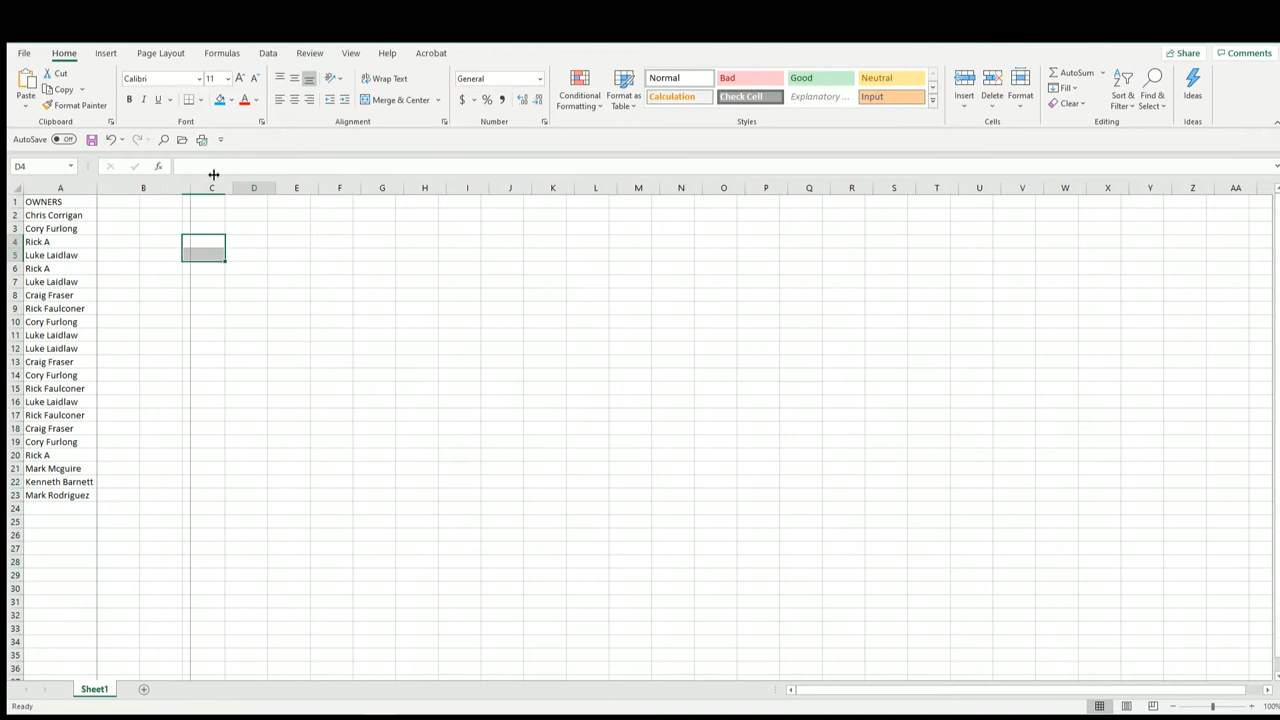 File Home Insert Page Layout Formulas Data Review View Help Acrobat Share Comments
Paste Cut Copy Format Painter Clipboard
Calibri 11 A A B I U A Font
Wrap Text Merge & Center Alignment
General $ % , Number
Conditional Formatting Format as Table
Normal Bad Good Neutral
Calculation Check Cell Explanatory ... Input
Styles
Insert Delete Format Cells
AutoSum Fill Clear Sort & Filter Find & Select Editing
Ideas Ideas
AutoSave Off
D4 fx
A B C D E F G H I J K L M N O P Q R S T U V W X Y Z AA
1 OWNERS
2 Chris Corrigan
3 Cory Furlong
4 Rick A
5 Luke Laidlaw
6 Rick A
7 Luke Laidlaw
8 Craig Fraser
9 Rick Faulconer
10 Cory Furlong
11 Luke Laidlaw
12 Luke Laidlaw
13 Craig Fraser
14 Cory Furlong
15 Rick Faulconer
16 Luke Laidlaw
17 Rick Faulconer
18 Craig Fraser
19 Cory Furlong
20 Rick A
21 Mark Mcguire
22 Kenneth Barnett
23 Mark Rodriguez
24
25
26
27
28
29
30
31
32
33
34
35
36
Sheet1
Ready 100%